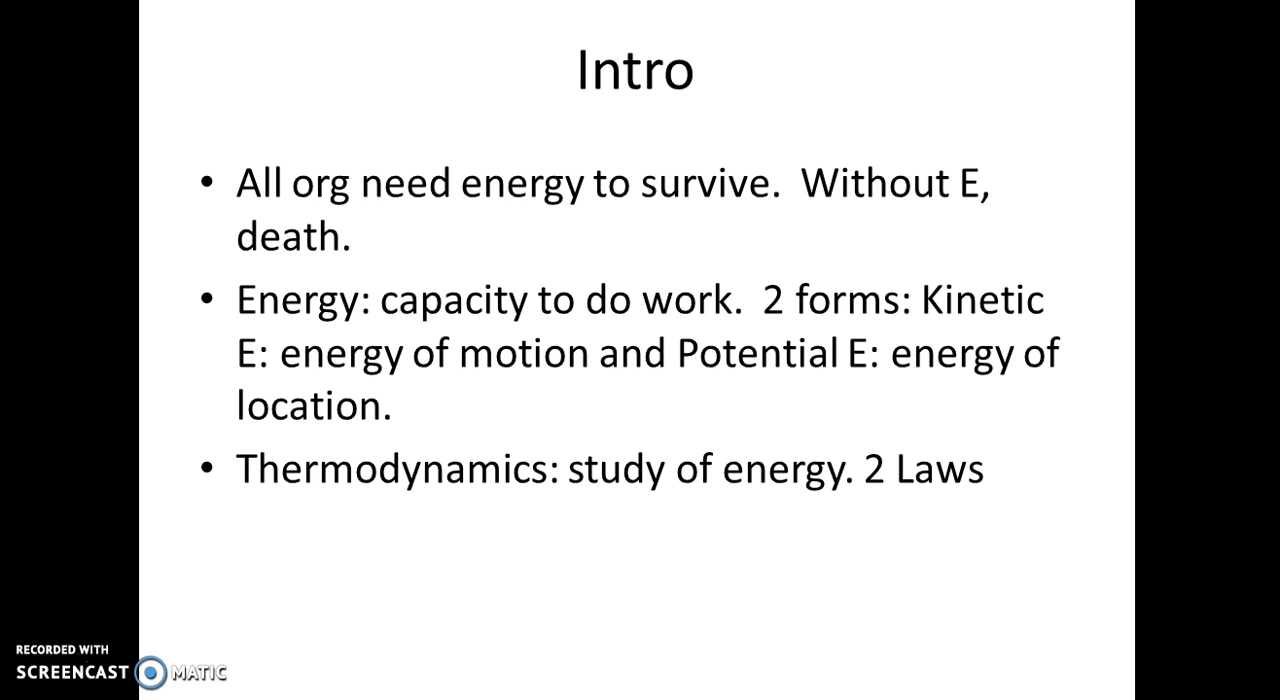 Intro
• All org need energy to survive.  Without E,
death.
• Energy: capacity to do work.  2 forms: Kinetic
E: energy of motion and Potential E: energy of
location.
• Thermodynamics: study of energy. 2 Laws
RECORDED WITH
SCREENCAST MATIC